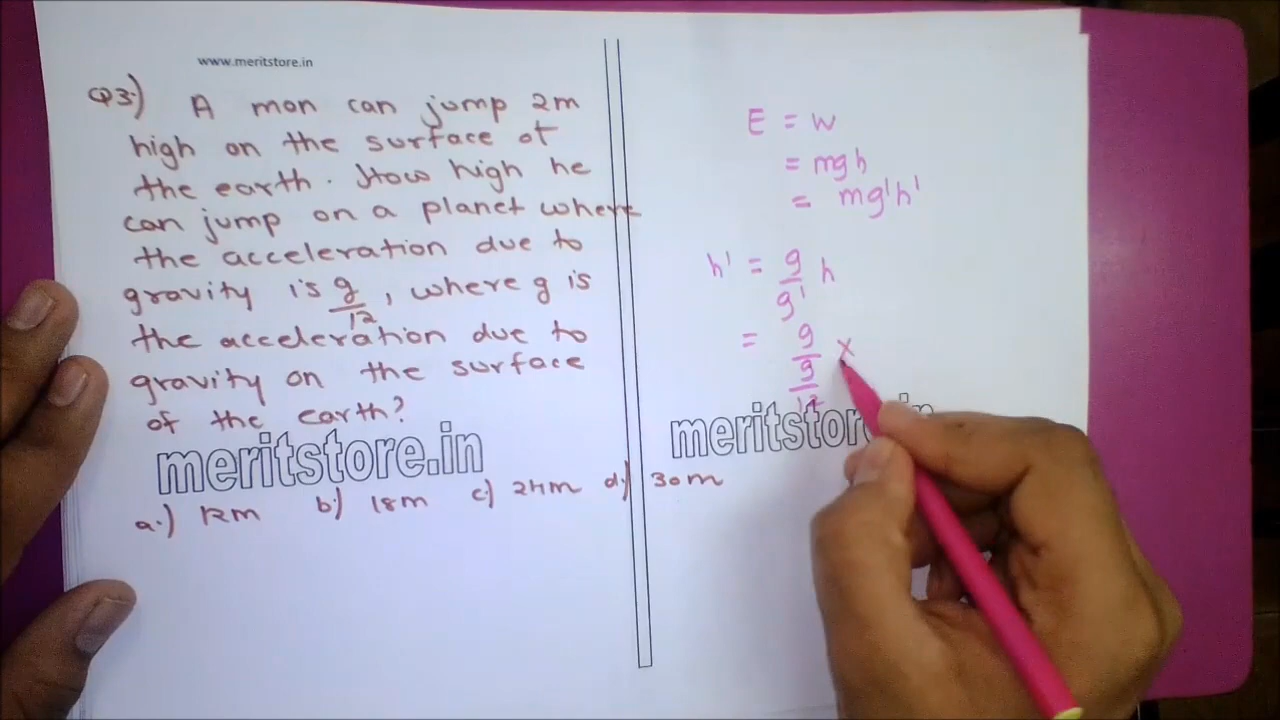 www.meritstore.in
Q3.) A man can jump 2m
high on the surface of
the earth. How high he
can jump on a planet where
the acceleration due to
gravity is g/12, where g is
the acceleration due to
gravity on the surface
of the earth?
meritstore.in
a.) 12m b.) 18m c.) 24m d.) 30m
E = W
= mgh
= mg'h'
h' = g/g' h
= g/(g/12) ×
meritstore.in